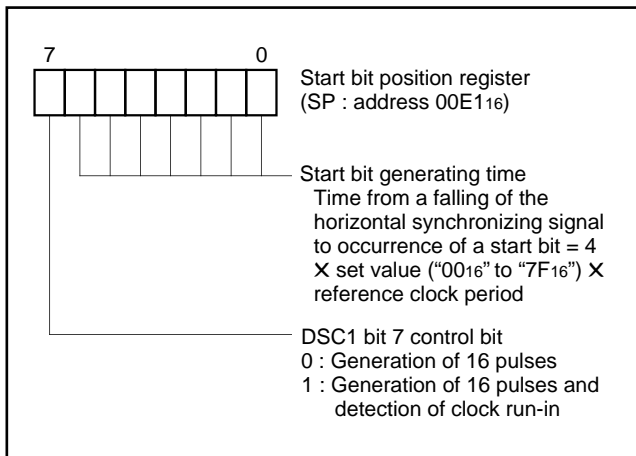 7 0
Start bit position register
(SP : address 00E1₁₆)
Start bit generating time
Time from a falling of the
horizontal synchronizing signal
to occurrence of a start bit = 4
✕ set value (“00₁₆” to “7F₁₆”) ✕
reference clock period
DSC1 bit 7 control bit
0 : Generation of 16 pulses
1 : Generation of 16 pulses and
detection of clock run-in